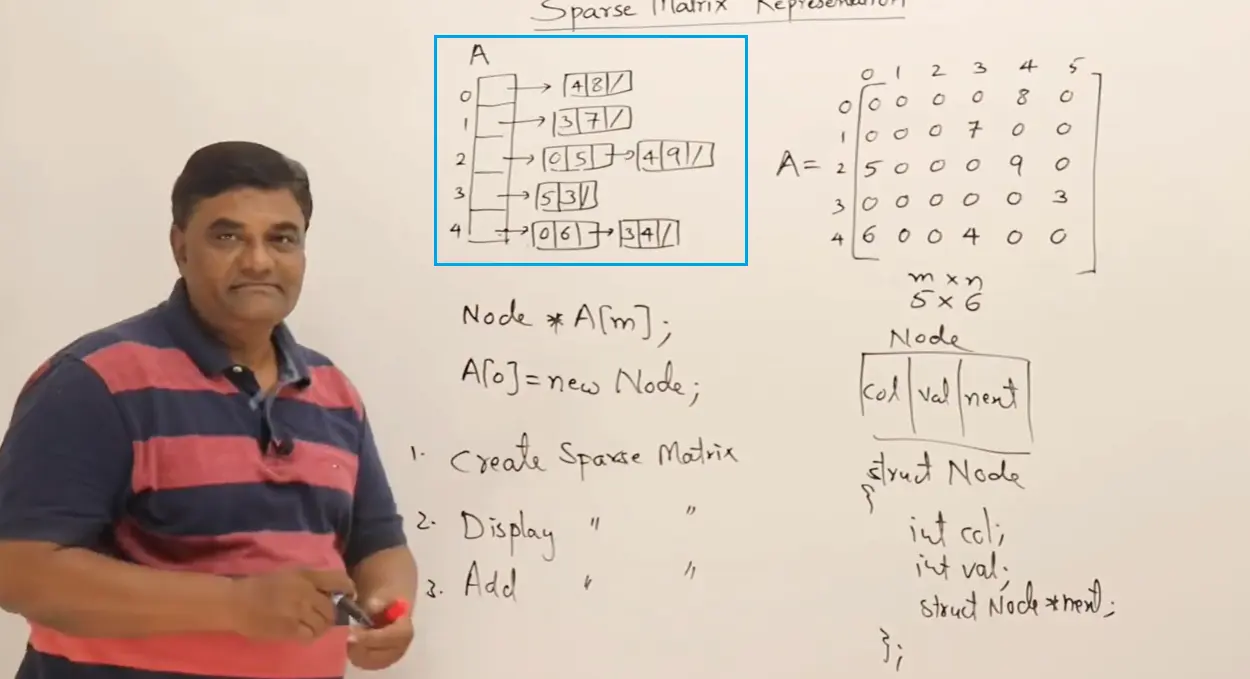 Sparse Matrix Representation
A
0 → 4 8 /
1 → 3 7 /
2 → 0 5 → 4 9 /
3 → 5 3 /
4 → 0 6 → 3 4 /
0 1 2 3 4 5
0 0 0 0 0 8 0
1 0 0 0 7 0 0
A = 2 5 0 0 0 9 0
3 0 0 0 0 0 3
4 6 0 0 4 0 0
m × n
5 × 6
Node * A[m];
A[0] = new Node;
1. Create Sparse Matrix
2. Display " "
3. Add " "
Node
col val next
struct Node
{
int col;
int val;
struct Node *next;
};